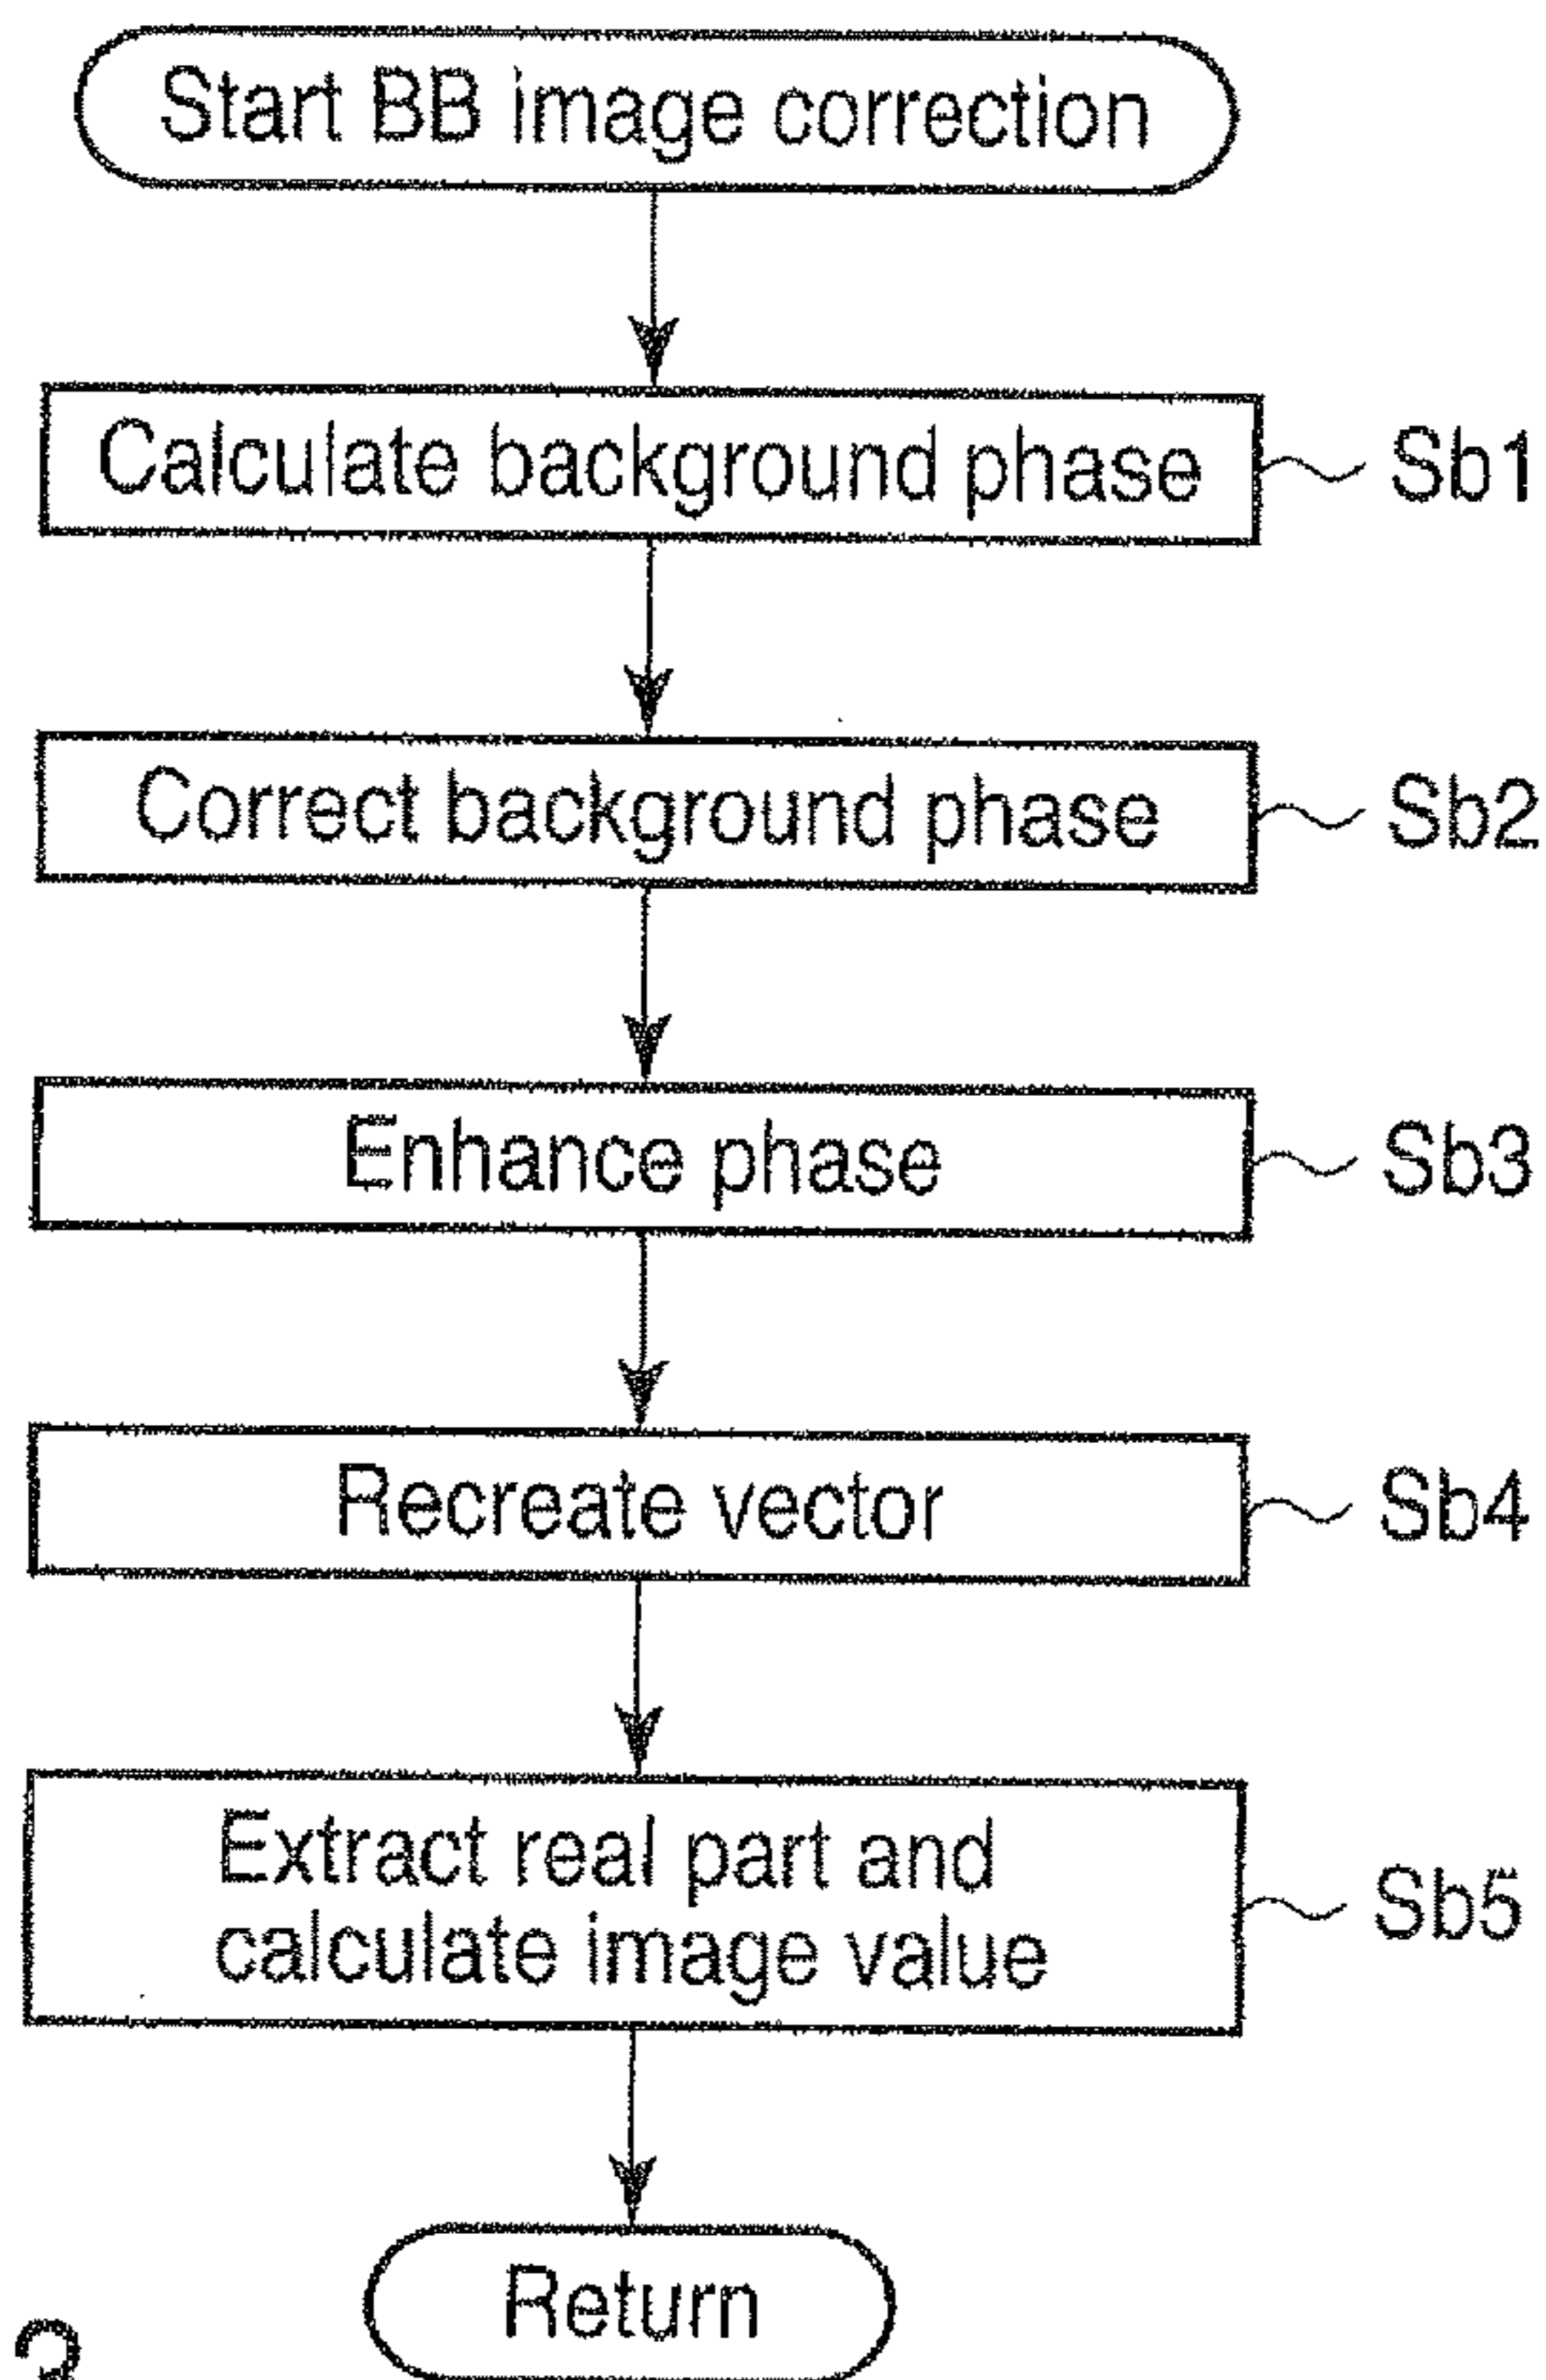 Start BB image correction
Calculate background phase Sb1
Correct background phase Sb2
Enhance phase Sb3
Recreate vector Sb4
Extract real part and
calculate image value Sb5
Return